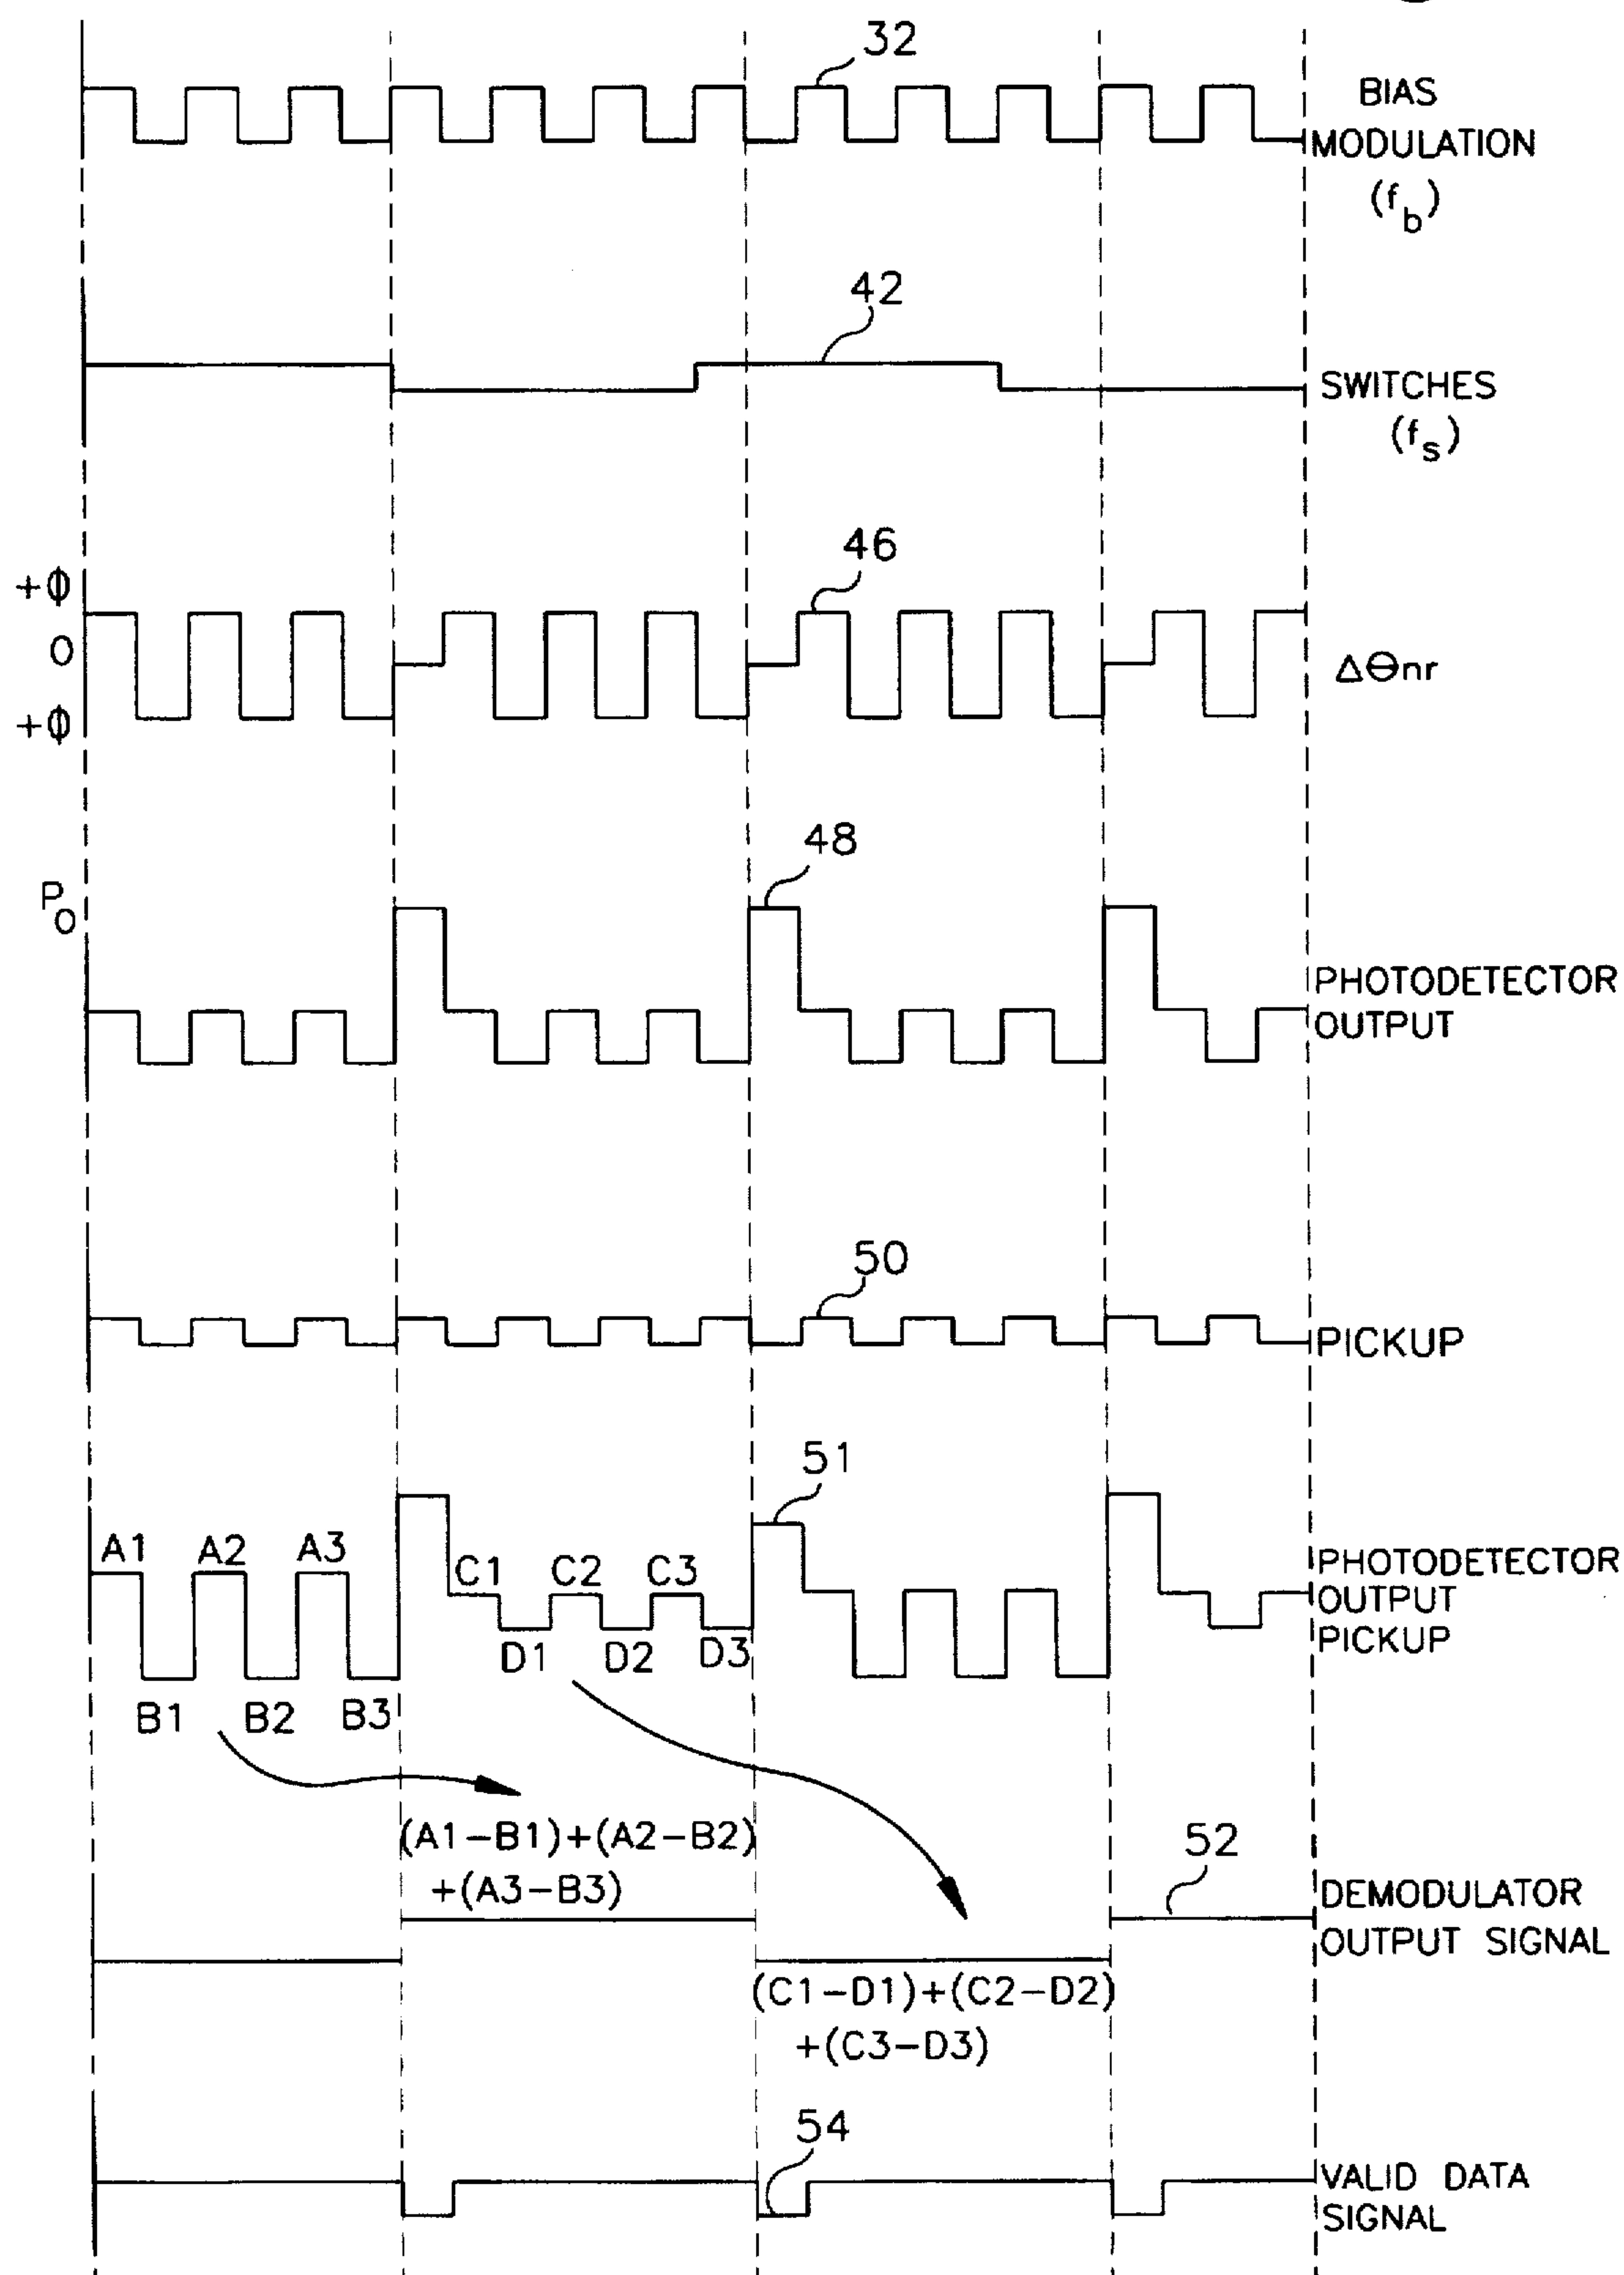 32
BIAS
MODULATION
(f_b)
42
SWITCHES
(f_s)
46
+Φ
0
+Φ
ΔΘnr
48
P_O
PHOTODETECTOR
OUTPUT
50
PICKUP
51
A1 A2 A3
C1 C2 C3
PHOTODETECTOR
OUTPUT
PICKUP
D1 D2 D3
B1 B2 B3
(A1-B1)+(A2-B2)
+(A3-B3)
52
DEMODULATOR
OUTPUT SIGNAL
(C1-D1)+(C2-D2)
+(C3-D3)
54
VALID DATA
SIGNAL